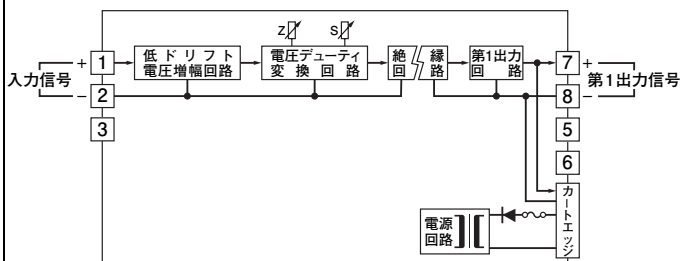 Z S
+ 1 低ドリフト 電圧デューティ 絶 縁 第1出力 7 +
電圧増幅回路 変換回路 回 路 回路
入力信号 第1出力信号
− 2 8 −
3 5
6
カートエッジ
電源
回路